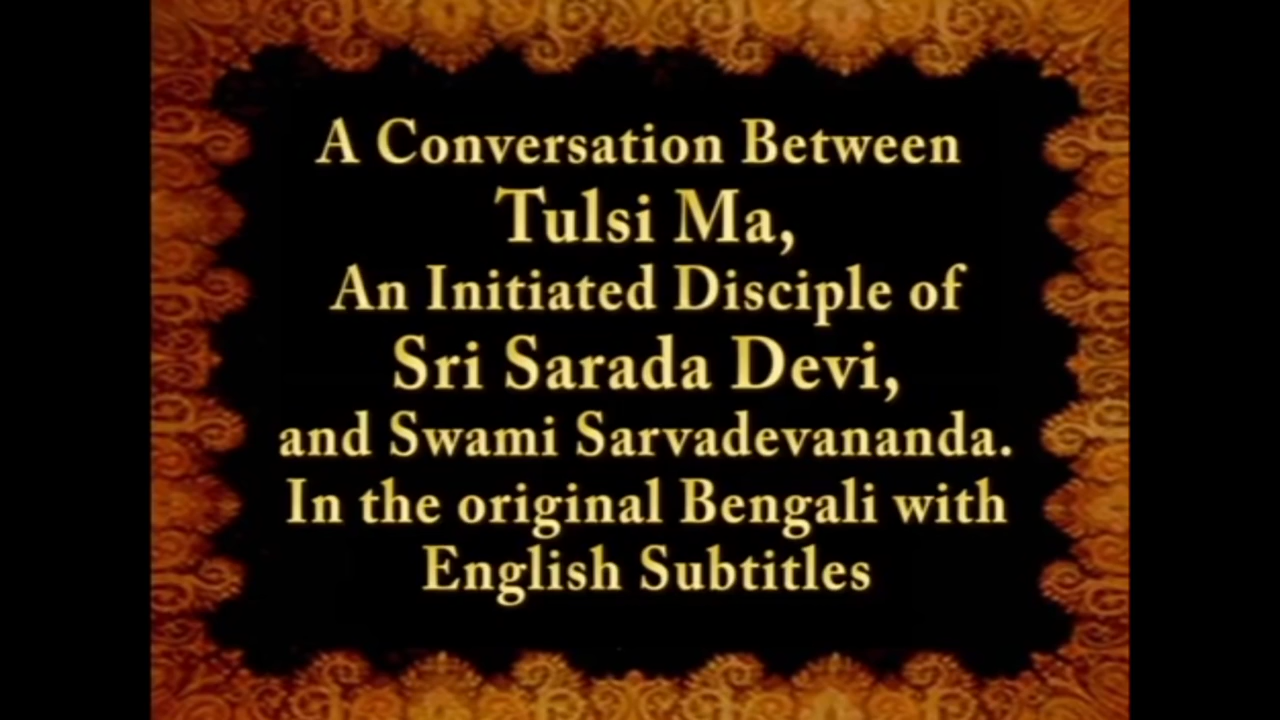 A Conversation Between
Tulsi Ma,
An Initiated Disciple of
Sri Sarada Devi,
and Swami Sarvadevananda.
In the original Bengali with
English Subtitles